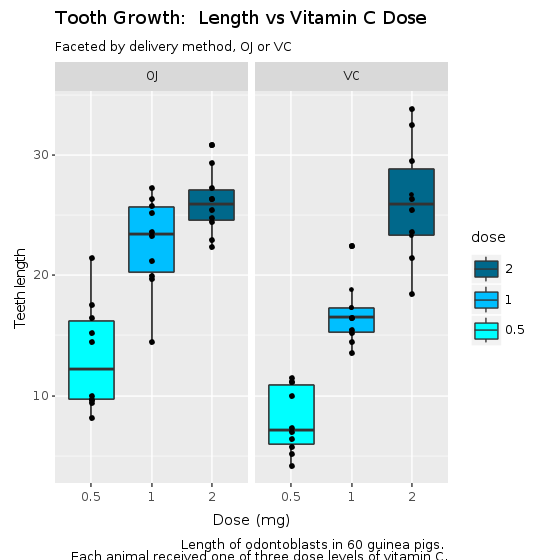 Tooth Growth:  Length vs Vitamin C Dose
Faceted by delivery method, OJ or VC
OJ
VC
30
20
10
Teeth length
0.5
1
2
0.5
1
2
Dose (mg)
dose
2
1
0.5
Length of odontoblasts in 60 guinea pigs.
Each animal received one of three dose levels of vitamin C.